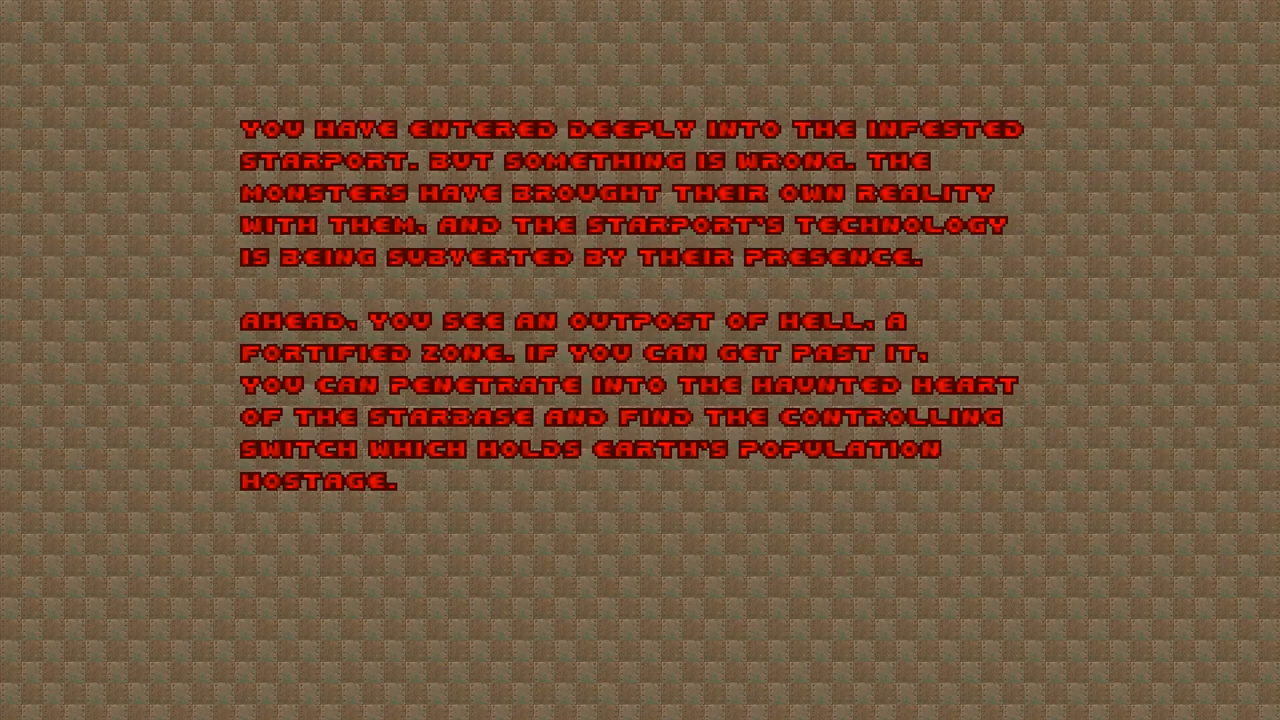 YOU HAVE ENTERED DEEPLY INTO THE INFESTED
STARPORT. BUT SOMETHING IS WRONG. THE
MONSTERS HAVE BROUGHT THEIR OWN REALITY
WITH THEM, AND THE STARPORT'S TECHNOLOGY
IS BEING SUBVERTED BY THEIR PRESENCE.
AHEAD, YOU SEE AN OUTPOST OF HELL, A
FORTIFIED ZONE. IF YOU CAN GET PAST IT,
YOU CAN PENETRATE INTO THE HAUNTED HEART
OF THE STARBASE AND FIND THE CONTROLLING
SWITCH WHICH HOLDS EARTH'S POPULATION
HOSTAGE.